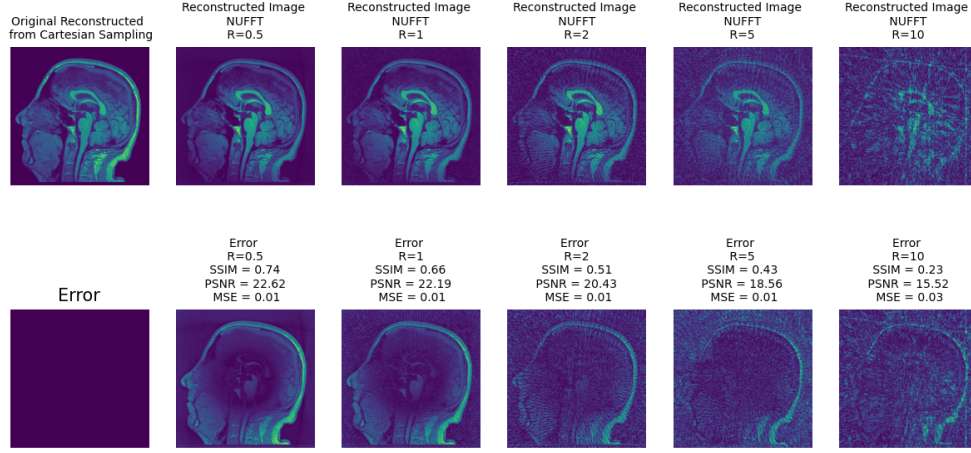 Original Reconstructed
from Cartesian Sampling
Reconstructed Image
NUFFT
R=0.5
Reconstructed Image
NUFFT
R=1
Reconstructed Image
NUFFT
R=2
Reconstructed Image
NUFFT
R=5
Reconstructed Image
NUFFT
R=10
Error
Error
R=0.5
SSIM = 0.74
PSNR = 22.62
MSE = 0.01
Error
R=1
SSIM = 0.66
PSNR = 22.19
MSE = 0.01
Error
R=2
SSIM = 0.51
PSNR = 20.43
MSE = 0.01
Error
R=5
SSIM = 0.43
PSNR = 18.56
MSE = 0.01
Error
R=10
SSIM = 0.23
PSNR = 15.52
MSE = 0.03